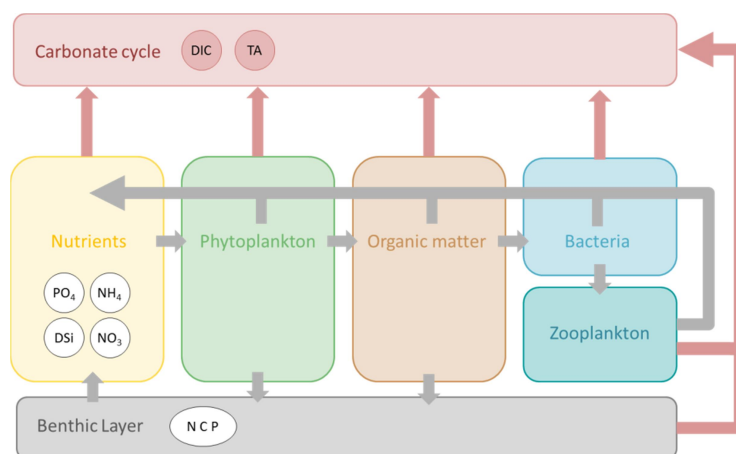 Carbonate cycle DIC TA
Nutrients Phytoplankton Organic matter Bacteria
PO₄ NH₄
DSi NO₃
Zooplankton
Benthic Layer N C P